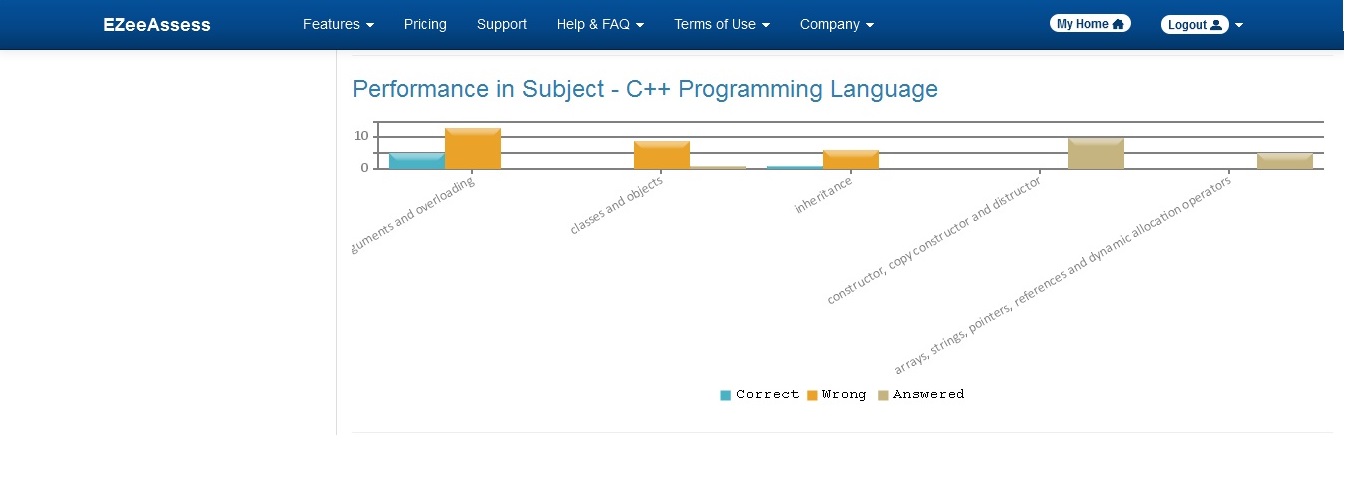 EZeeAssess Features Pricing Support Help & FAQ Terms of Use Company My Home Logout
Performance in Subject - C++ Programming Language
10
0
guments and overloading
classes and objects
inheritance
constructor, copy constructor and distructor
arrays, strings, pointers, references and dynamic allocation operators
Correct Wrong Answered